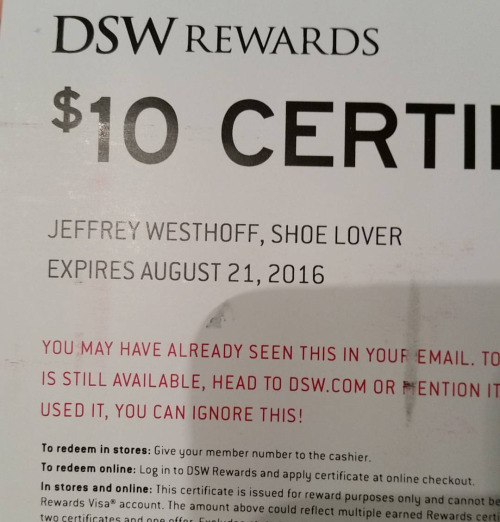 DSW REWARDS
$10 CERTI
JEFFREY WESTHOFF, SHOE LOVER
EXPIRES AUGUST 21, 2016
YOU MAY HAVE ALREADY SEEN THIS IN YOUR EMAIL. TO
IS STILL AVAILABLE, HEAD TO DSW.COM OR MENTION IT
USED IT, YOU CAN IGNORE THIS!
To redeem in stores: Give your member number to the cashier.
To redeem online: Log in to DSW Rewards and apply certificate at online checkout.
In stores and online: This certificate is issued for reward purposes only and cannot be
Rewards Visa® account. The amount above could reflect multiple earned Rewards cert
two certificates and one offer.